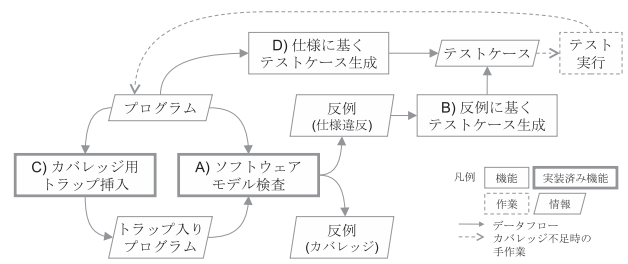 D) 仕様に基く
テストケース生成
テストケース
テスト
実行
プログラム
反例
(仕様違反)
B) 反例に基く
テストケース生成
C) カバレッジ用
トラップ挿入
A) ソフトウェア
モデル検査
トラップ入り
プログラム
反例
(カバレッジ)
凡例
機能
実装済み機能
作業
情報
データフロー
カバレッジ不足時の
手作業